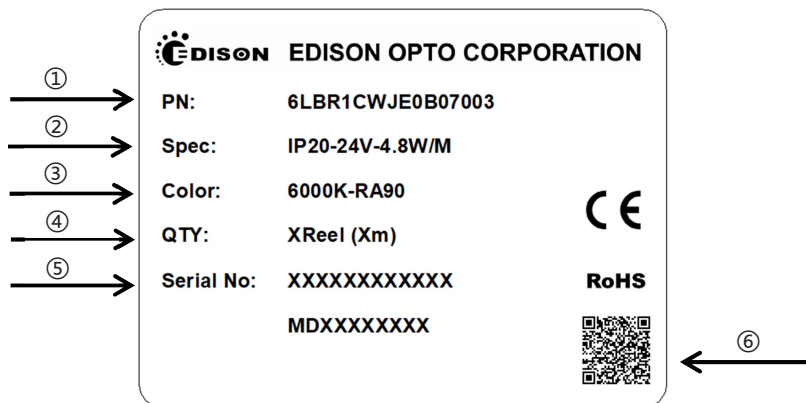 EDISON EDISON OPTO CORPORATION
① PN: 6LBR1CWJE0B07003
② Spec: IP20-24V-4.8W/M
③ Color: 6000K-RA90
CE
④ QTY: XReel (Xm)
⑤ Serial No: XXXXXXXXXXXX
RoHS
MDXXXXXXXX
⑥